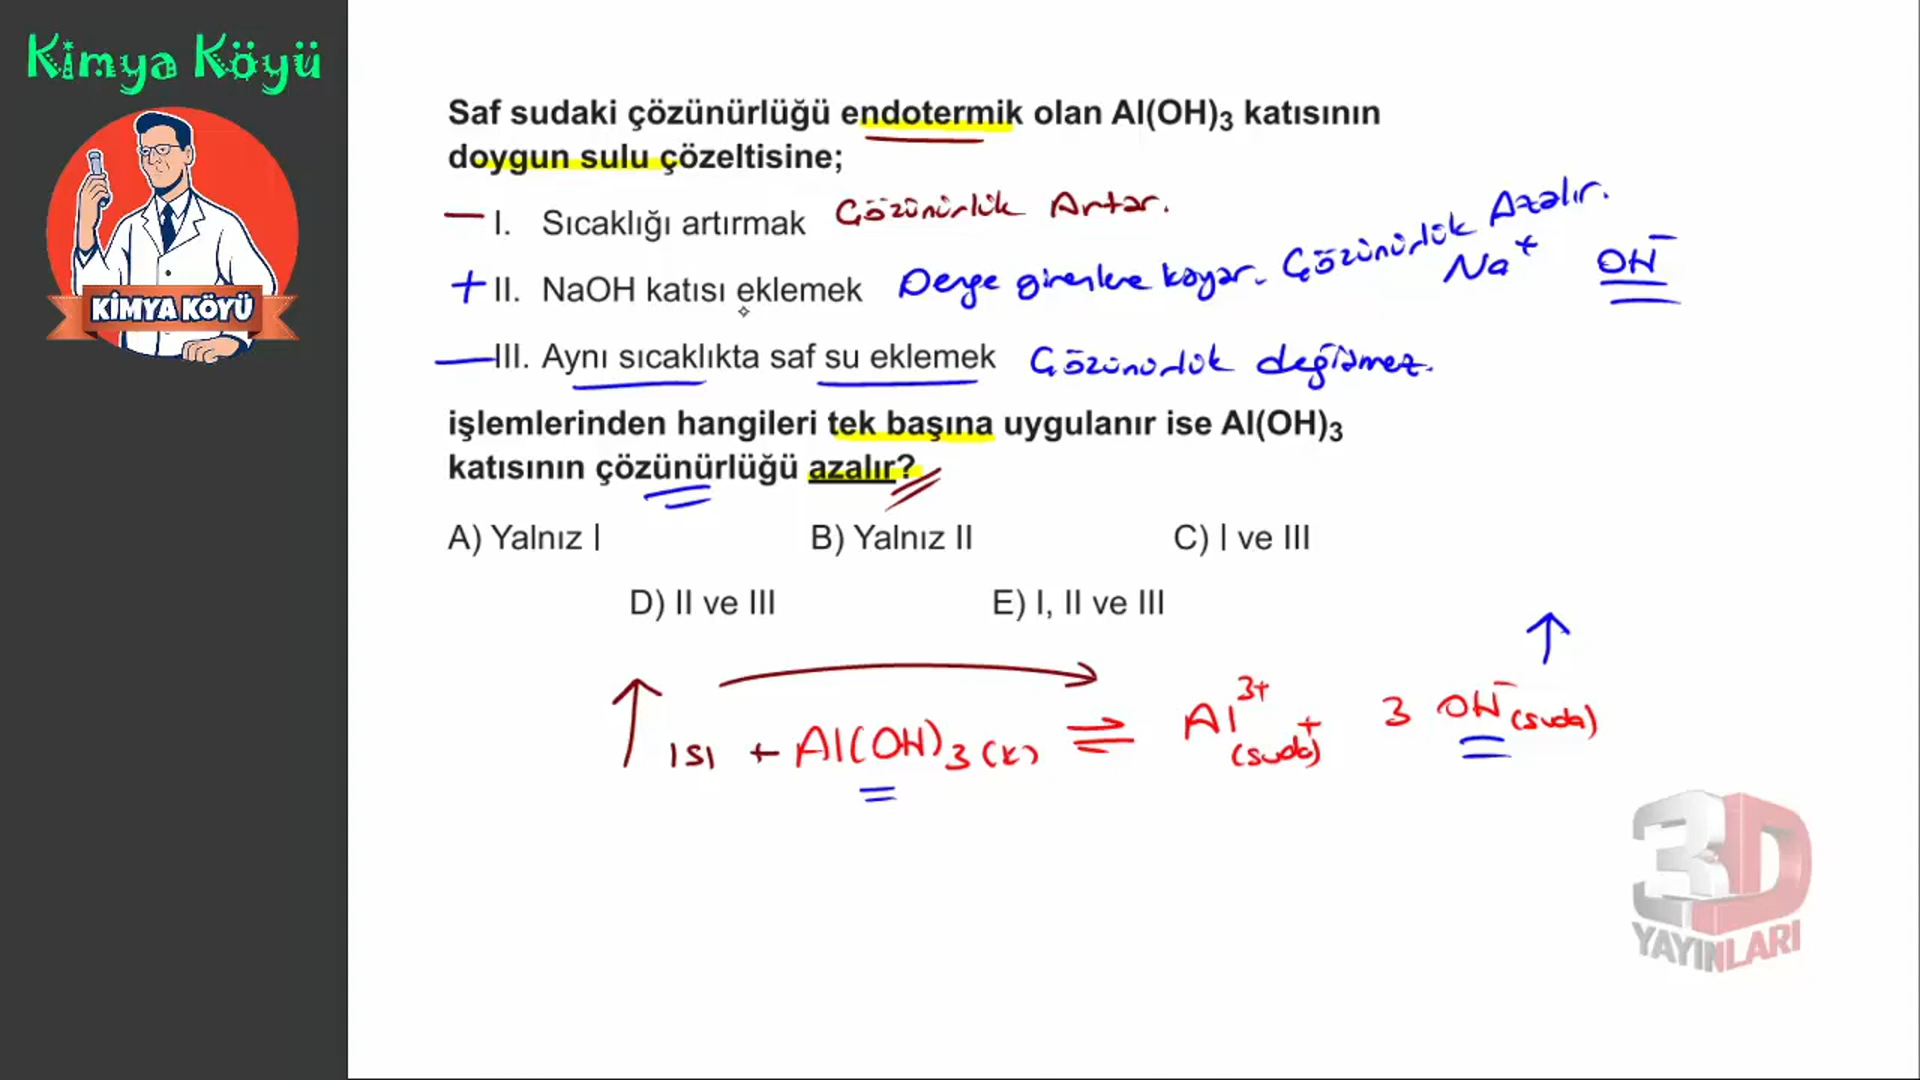 Kimya Köyü
KİMYA KÖYÜ
Saf sudaki çözünürlüğü endotermik olan Al(OH)₃ katısının
doygun sulu çözeltisine;
— I. Sıcaklığı artırmak Çözünürlük Artar.
+ II. NaOH katısı eklemek Denge girenlere kayar. Çözünürlük Azalır.
Na⁺ OH⁻
— III. Aynı sıcaklıkta saf su eklemek Çözünürlük değişmez.
işlemlerinden hangileri tek başına uygulanır ise Al(OH)₃
katısının çözünürlüğü azalır?
A) Yalnız I B) Yalnız II C) I ve III
D) II ve III E) I, II ve III
↑ ısı + Al(OH)₃(k) ⇌ Al³⁺(suda) + 3 OH⁻(suda) ↑
3D
YAYINLARI